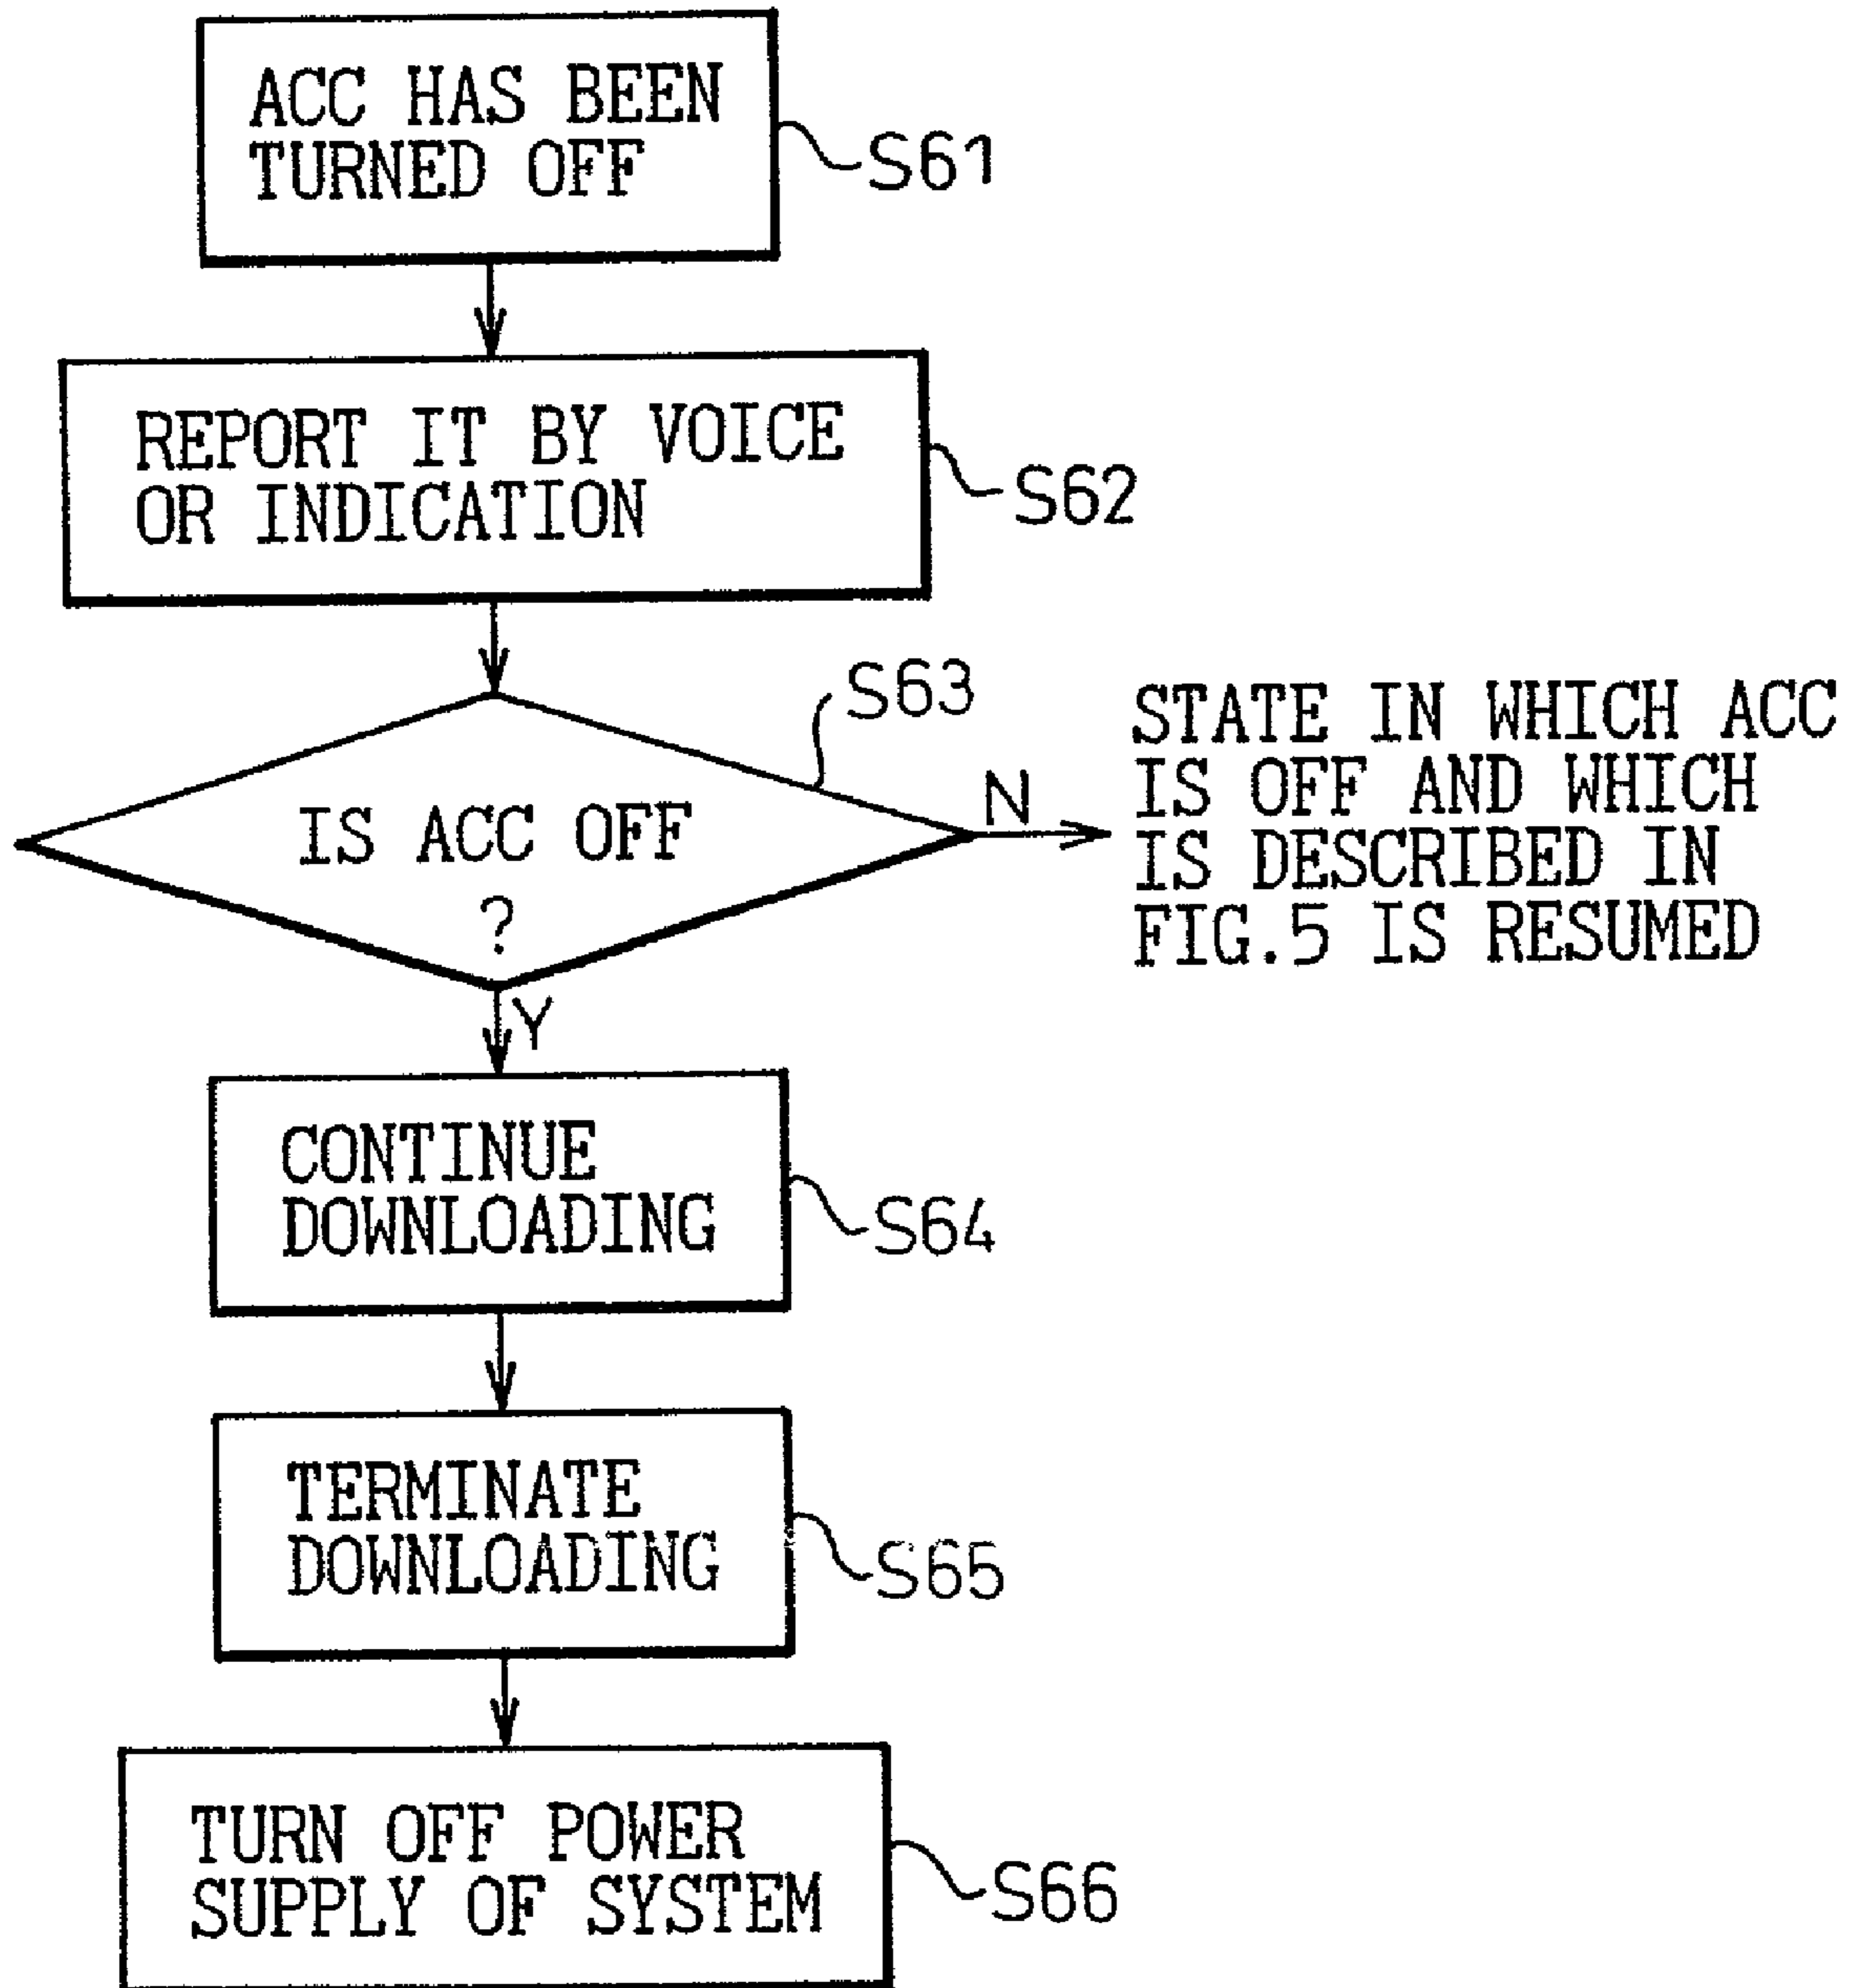 ACC HAS BEEN
TURNED OFF
S61
REPORT IT BY VOICE
OR INDICATION
S62
S63
IS ACC OFF
?
N
STATE IN WHICH ACC
IS OFF AND WHICH
IS DESCRIBED IN
FIG.5 IS RESUMED
Y
CONTINUE
DOWNLOADING
S64
TERMINATE
DOWNLOADING
S65
TURN OFF POWER
SUPPLY OF SYSTEM
S66